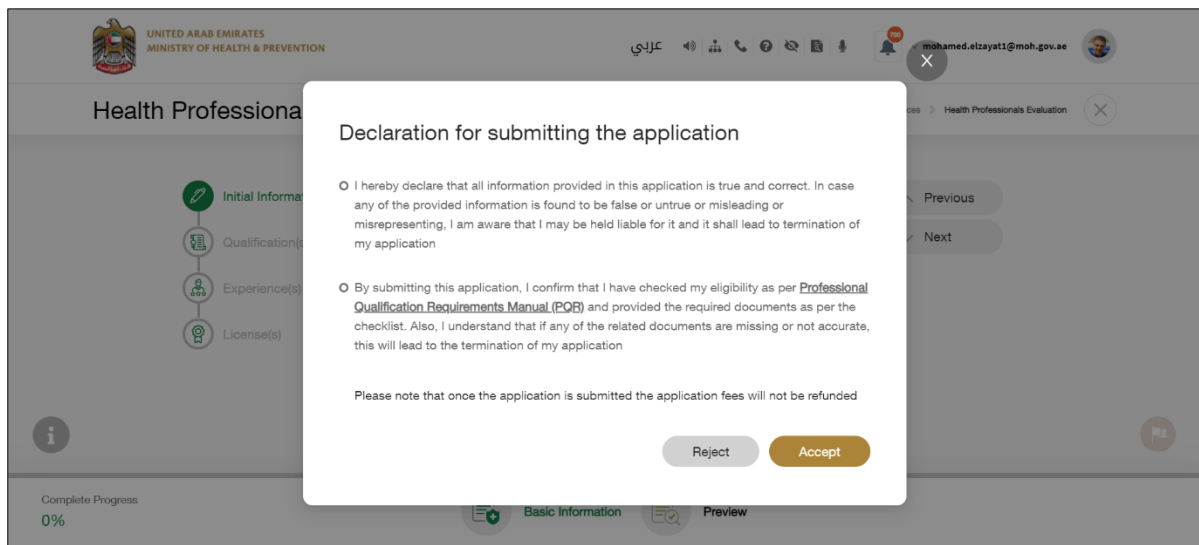 UNITED ARAB EMIRATES
MINISTRY OF HEALTH & PREVENTION
عربي
700
mohamed.elzayat1@moh.gov.ae
X
Health Professiona
ces > Health Professionals Evaluation
Declaration for submitting the application
I hereby declare that all information provided in this application is true and correct. In case
any of the provided information is found to be false or untrue or misleading or
misrepresenting, I am aware that I may be held liable for it and it shall lead to termination of
my application
By submitting this application, I confirm that I have checked my eligibility as per Professional
Qualification Requirements Manual (PQR) and provided the required documents as per the
checklist. Also, I understand that if any of the related documents are missing or not accurate,
this will lead to the termination of my application
Please note that once the application is submitted the application fees will not be refunded
Reject
Accept
Initial Informa
Qualification(s
Experience(s)
License(s)
Previous
Next
Complete Progress
0%
Basic Information
Preview